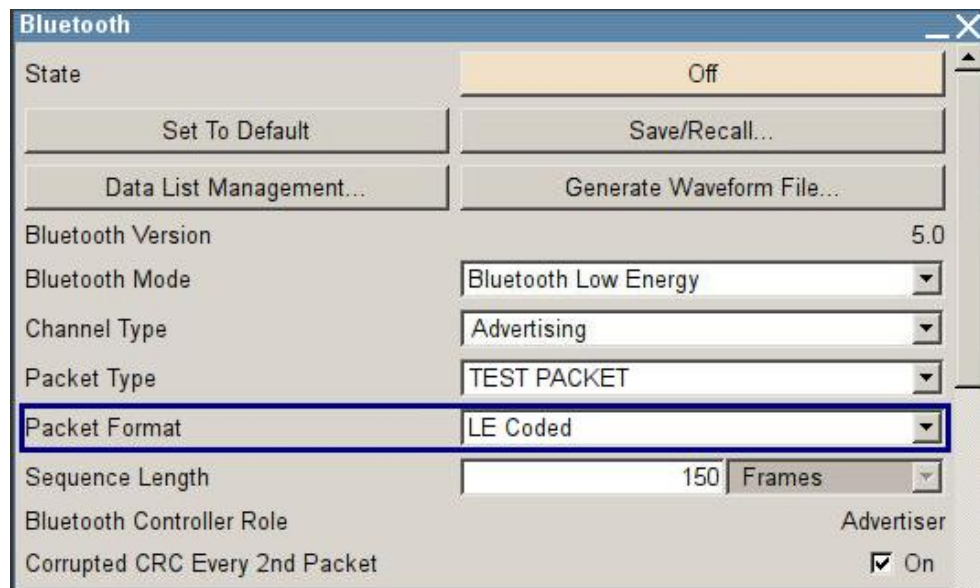 Bluetooth
State Off
Set To Default Save/Recall...
Data List Management... Generate Waveform File...
Bluetooth Version 5.0
Bluetooth Mode Bluetooth Low Energy
Channel Type Advertising
Packet Type TEST PACKET
Packet Format LE Coded
Sequence Length 150 Frames
Bluetooth Controller Role Advertiser
Corrupted CRC Every 2nd Packet On